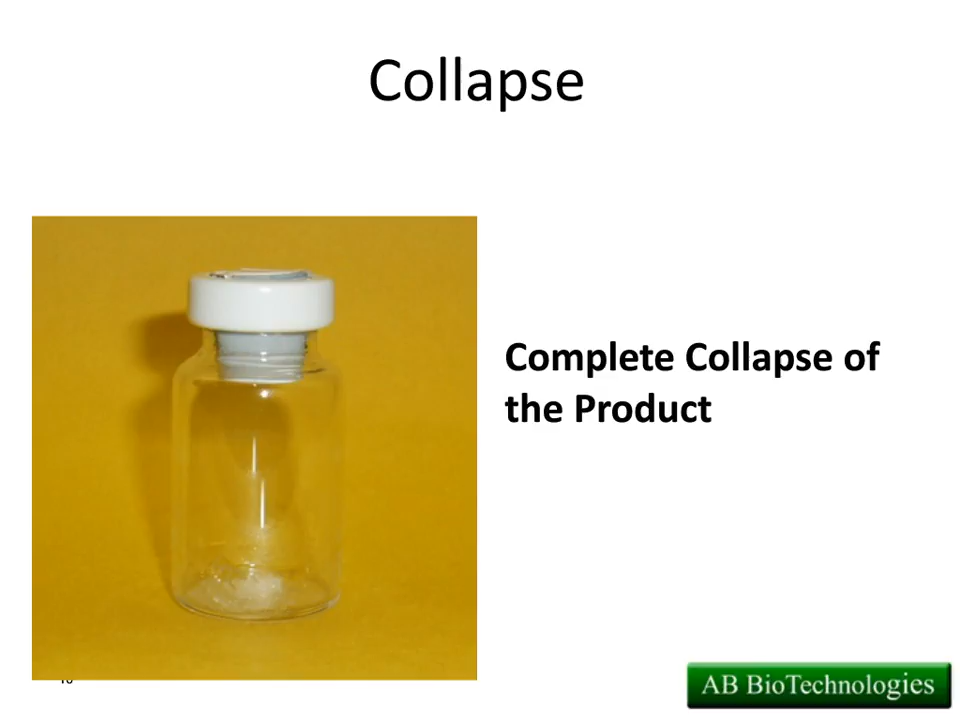 Collapse
Complete Collapse of
the Product
AB BioTechnologies